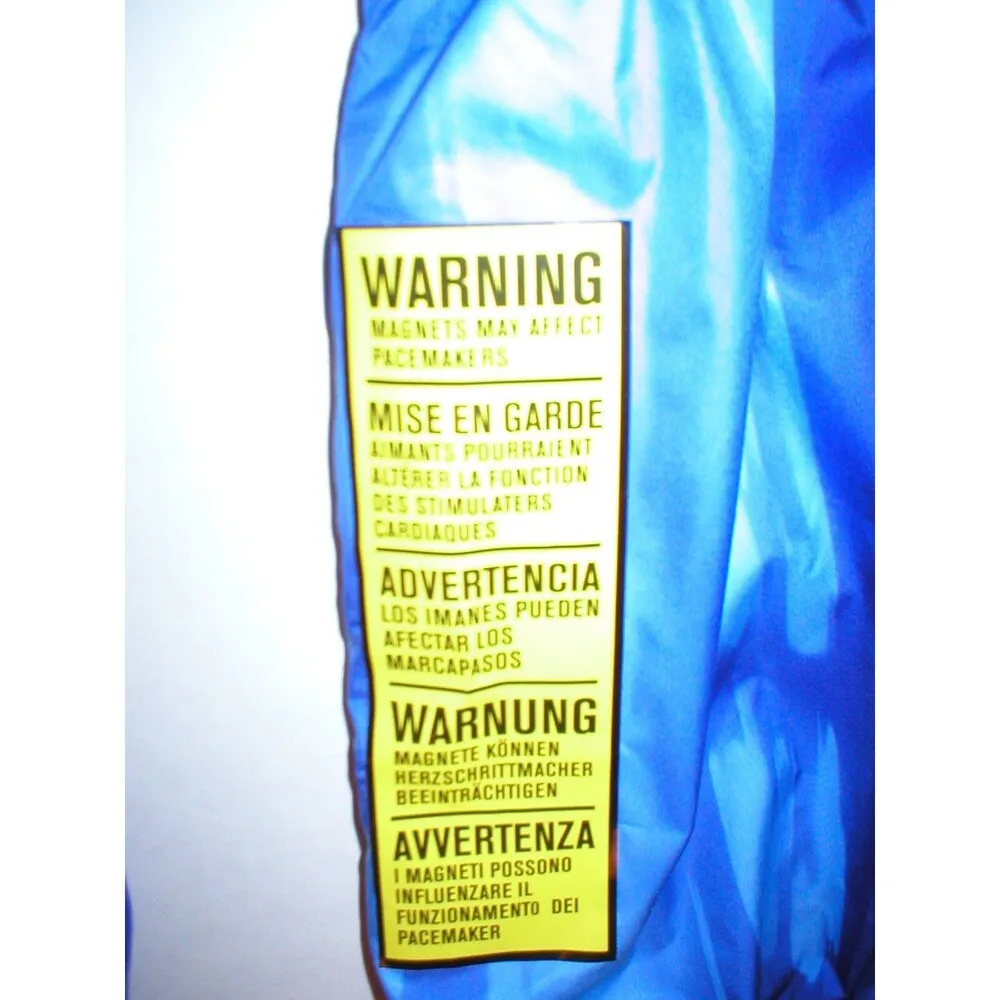 WARNING
MAGNETS MAY AFFECT
PACEMAKERS
MISE EN GARDE
AIMANTS POURRAIENT
ALTERER LA FONCTION
DES STIMULATERS
CARDIAQUES
ADVERTENCIA
LOS IMANES PUEDEN
AFECTAR LOS
MARCAPASOS
WARNUNG
MAGNETE KÖNNEN
HERZSCHRITTMACHER
BEEINTRÄCHTIGEN
AVVERTENZA
I MAGNETI POSSONO
INFLUENZARE IL
FUNZIONAMENTO DEI
PACEMAKER